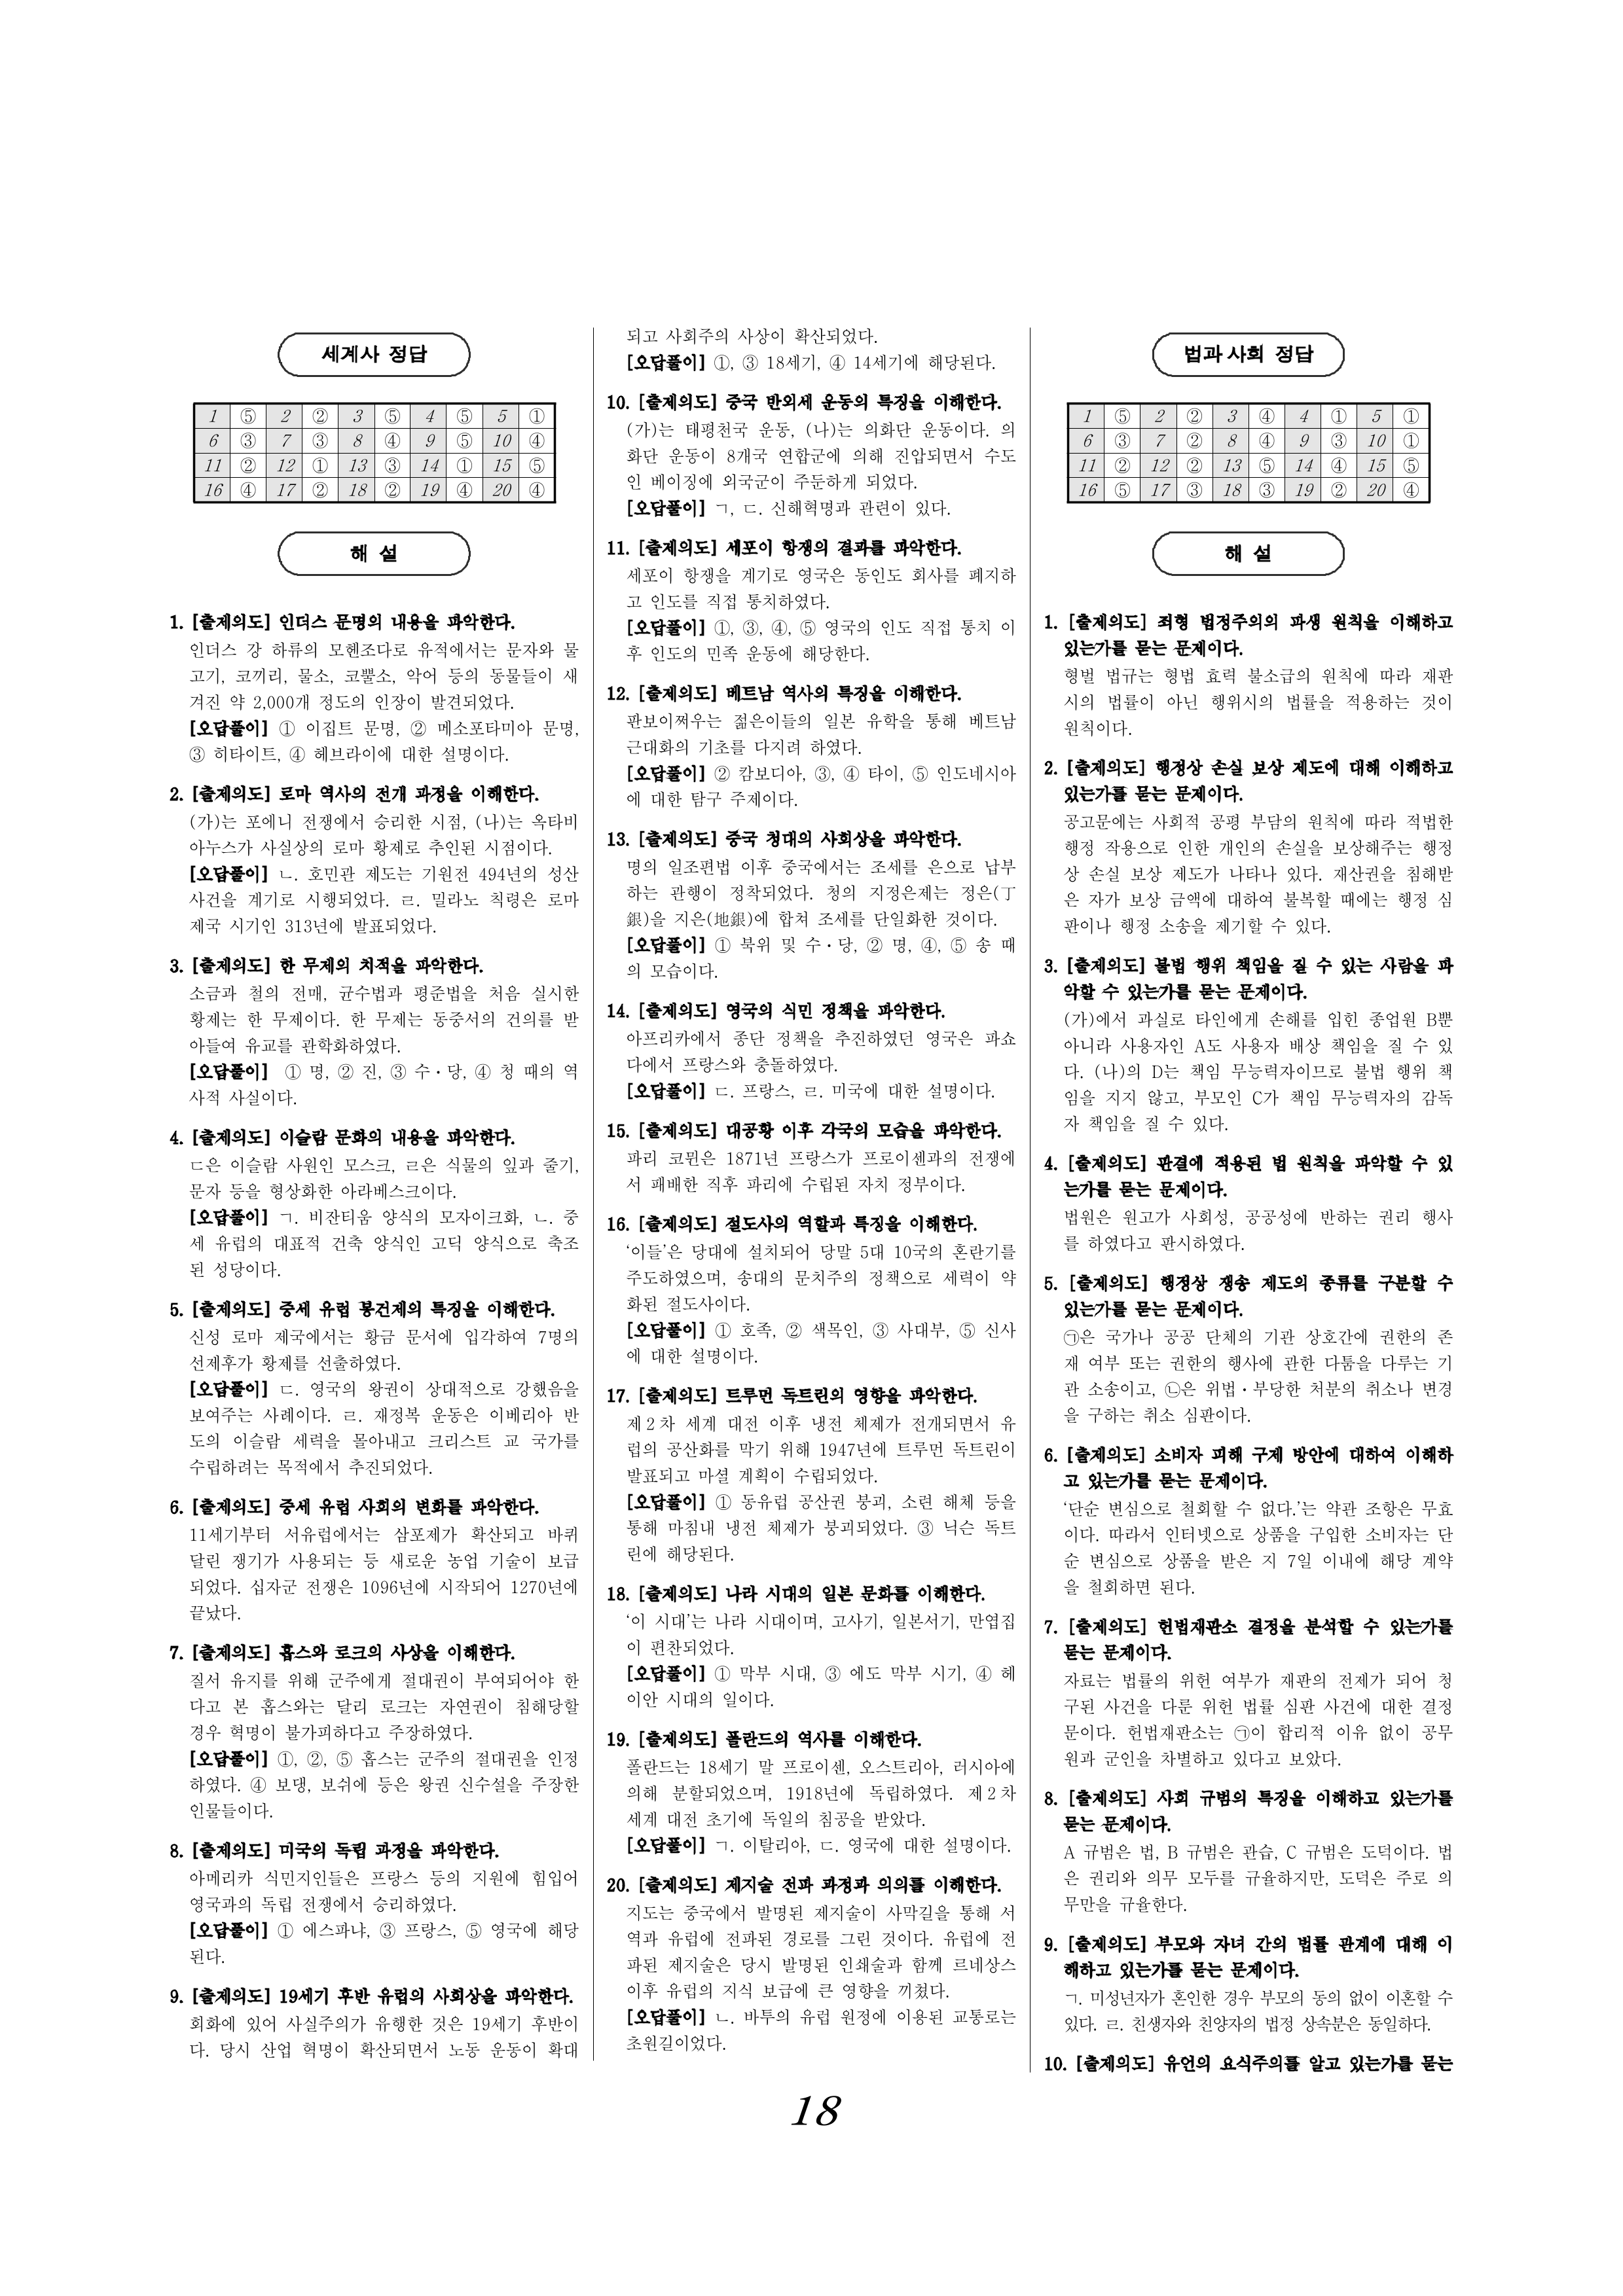 세계사 정답
1 ⑤ 2 ② 3 ⑤ 4 ⑤ 5 ①
6 ③ 7 ③ 8 ④ 9 ⑤ 10 ④
11 ② 12 ① 13 ③ 14 ① 15 ⑤
16 ④ 17 ② 18 ② 19 ④ 20 ④
해 설
1. [출제의도] 인더스 문명의 내용을 파악한다.
인더스 강 하류의 모헨조다로 유적에서는 문자와 물
고기, 코끼리, 물소, 코뿔소, 악어 등의 동물들이 새
겨진 약 2,000개 정도의 인장이 발견되었다.
[오답풀이] ① 이집트 문명, ② 메소포타미아 문명,
③ 히타이트, ④ 헤브라이에 대한 설명이다.
2. [출제의도] 로마 역사의 전개 과정을 이해한다.
(가)는 포에니 전쟁에서 승리한 시점, (나)는 옥타비
아누스가 사실상의 로마 황제로 추인된 시점이다.
[오답풀이] ㄴ. 호민관 제도는 기원전 494년의 성산
사건을 계기로 시행되었다. ㄹ. 밀라노 칙령은 로마
제국 시기인 313년에 발표되었다.
3. [출제의도] 한 무제의 치적을 파악한다.
소금과 철의 전매, 균수법과 평준법을 처음 실시한
황제는 한 무제이다. 한 무제는 동중서의 건의를 받
아들여 유교를 관학화하였다.
[오답풀이] ① 명, ② 진, ③ 수·당, ④ 청 때의 역
사적 사실이다.
4. [출제의도] 이슬람 문화의 내용을 파악한다.
ㄷ은 이슬람 사원인 모스크, ㄹ은 식물의 잎과 줄기,
문자 등을 형상화한 아라베스크이다.
[오답풀이] ㄱ. 비잔티움 양식의 모자이크화, ㄴ. 중
세 유럽의 대표적 건축 양식인 고딕 양식으로 축조
된 성당이다.
5. [출제의도] 중세 유럽 봉건제의 특징을 이해한다.
신성 로마 제국에서는 황금 문서에 입각하여 7명의
선제후가 황제를 선출하였다.
[오답풀이] ㄷ. 영국의 왕권이 상대적으로 강했음을
보여주는 사례이다. ㄹ. 재정복 운동은 이베리아 반
도의 이슬람 세력을 몰아내고 크리스트 교 국가를
수립하려는 목적에서 추진되었다.
6. [출제의도] 중세 유럽 사회의 변화를 파악한다.
11세기부터 서유럽에서는 삼포제가 확산되고 바퀴
달린 쟁기가 사용되는 등 새로운 농업 기술이 보급
되었다. 십자군 전쟁은 1096년에 시작되어 1270년에
끝났다.
7. [출제의도] 홉스와 로크의 사상을 이해한다.
질서 유지를 위해 군주에게 절대권이 부여되어야 한
다고 본 홉스와는 달리 로크는 자연권이 침해당할
경우 혁명이 불가피하다고 주장하였다.
[오답풀이] ①, ②, ⑤ 홉스는 군주의 절대권을 인정
하였다. ④ 보댕, 보쉬에 등은 왕권 신수설을 주장한
인물들이다.
8. [출제의도] 미국의 독립 과정을 파악한다.
아메리카 식민지인들은 프랑스 등의 지원에 힘입어
영국과의 독립 전쟁에서 승리하였다.
[오답풀이] ① 에스파냐, ③ 프랑스, ⑤ 영국에 해당
된다.
9. [출제의도] 19세기 후반 유럽의 사회상을 파악한다.
회화에 있어 사실주의가 유행한 것은 19세기 후반이
다. 당시 산업 혁명이 확산되면서 노동 운동이 확대
되고 사회주의 사상이 확산되었다.
[오답풀이] ①, ③ 18세기, ④ 14세기에 해당된다.
10. [출제의도] 중국 반외세 운동의 특징을 이해한다.
(가)는 태평천국 운동, (나)는 의화단 운동이다. 의
화단 운동이 8개국 연합군에 의해 진압되면서 수도
인 베이징에 외국군이 주둔하게 되었다.
[오답풀이] ㄱ, ㄷ. 신해혁명과 관련이 있다.
11. [출제의도] 세포이 항쟁의 결과를 파악한다.
세포이 항쟁을 계기로 영국은 동인도 회사를 폐지하
고 인도를 직접 통치하였다.
[오답풀이] ①, ③, ④, ⑤ 영국의 인도 직접 통치 이
후 인도의 민족 운동에 해당한다.
12. [출제의도] 베트남 역사의 특징을 이해한다.
판보이쩌우는 젊은이들의 일본 유학을 통해 베트남
근대화의 기초를 다지려 하였다.
[오답풀이] ② 캄보디아, ③, ④ 타이, ⑤ 인도네시아
에 대한 탐구 주제이다.
13. [출제의도] 중국 청대의 사회상을 파악한다.
명의 일조편법 이후 중국에서는 조세를 은으로 납부
하는 관행이 정착되었다. 청의 지정은제는 정은(丁
銀)을 지은(地銀)에 합쳐 조세를 단일화한 것이다.
[오답풀이] ① 북위 및 수·당, ② 명, ④, ⑤ 송 때
의 모습이다.
14. [출제의도] 영국의 식민 정책을 파악한다.
아프리카에서 종단 정책을 추진하였던 영국은 파쇼
다에서 프랑스와 충돌하였다.
[오답풀이] ㄷ. 프랑스, ㄹ. 미국에 대한 설명이다.
15. [출제의도] 대공황 이후 각국의 모습을 파악한다.
파리 코뮌은 1871년 프랑스가 프로이센과의 전쟁에
서 패배한 직후 파리에 수립된 자치 정부이다.
16. [출제의도] 절도사의 역할과 특징을 이해한다.
‘이들’은 당대에 설치되어 당말 5대 10국의 혼란기를
주도하였으며, 송대의 문치주의 정책으로 세력이 약
화된 절도사이다.
[오답풀이] ① 호족, ② 색목인, ③ 사대부, ⑤ 신사
에 대한 설명이다.
17. [출제의도] 트루먼 독트린의 영향을 파악한다.
제2차 세계 대전 이후 냉전 체제가 전개되면서 유
럽의 공산화를 막기 위해 1947년에 트루먼 독트린이
발표되고 마셜 계획이 수립되었다.
[오답풀이] ① 동유럽 공산권 붕괴, 소련 해체 등을
통해 마침내 냉전 체제가 붕괴되었다. ③ 닉슨 독트
린에 해당된다.
18. [출제의도] 나라 시대의 일본 문화를 이해한다.
‘이 시대’는 나라 시대이며, 고사기, 일본서기, 만엽집
이 편찬되었다.
[오답풀이] ① 막부 시대, ③ 에도 막부 시기, ④ 헤
이안 시대의 일이다.
19. [출제의도] 폴란드의 역사를 이해한다.
폴란드는 18세기 말 프로이센, 오스트리아, 러시아에
의해 분할되었으며, 1918년에 독립하였다. 제2차
세계 대전 초기에 독일의 침공을 받았다.
[오답풀이] ㄱ. 이탈리아, ㄷ. 영국에 대한 설명이다.
20. [출제의도] 제지술 전파 과정과 의의를 이해한다.
지도는 중국에서 발명된 제지술이 사막길을 통해 서
역과 유럽에 전파된 경로를 그린 것이다. 유럽에 전
파된 제지술은 당시 발명된 인쇄술과 함께 르네상스
이후 유럽의 지식 보급에 큰 영향을 끼쳤다.
[오답풀이] ㄴ. 바투의 유럽 원정에 이용된 교통로는
초원길이었다.
법과 사회 정답
1 ⑤ 2 ② 3 ④ 4 ① 5 ①
6 ③ 7 ② 8 ④ 9 ③ 10 ①
11 ② 12 ② 13 ⑤ 14 ④ 15 ⑤
16 ⑤ 17 ③ 18 ③ 19 ② 20 ④
해 설
1. [출제의도] 죄형 법정주의의 파생 원칙을 이해하고
있는가를 묻는 문제이다.
형벌 법규는 형법 효력 불소급의 원칙에 따라 재판
시의 법률이 아닌 행위시의 법률을 적용하는 것이
원칙이다.
2. [출제의도] 행정상 손실 보상 제도에 대해 이해하고
있는가를 묻는 문제이다.
공고문에는 사회적 공평 부담의 원칙에 따라 적법한
행정 작용으로 인한 개인의 손실을 보상해주는 행정
상 손실 보상 제도가 나타나 있다. 재산권을 침해받
은 자가 보상 금액에 대하여 불복할 때에는 행정 심
판이나 행정 소송을 제기할 수 있다.
3. [출제의도] 불법 행위 책임을 질 수 있는 사람을 파
악할 수 있는가를 묻는 문제이다.
(가)에서 과실로 타인에게 손해를 입힌 종업원 B뿐
아니라 사용자인 A도 사용자 배상 책임을 질 수 있
다. (나)의 D는 책임 무능력자이므로 불법 행위 책
임을 지지 않고, 부모인 C가 책임 무능력자의 감독
자 책임을 질 수 있다.
4. [출제의도] 판결에 적용된 법 원칙을 파악할 수 있
는가를 묻는 문제이다.
법원은 원고가 사회성, 공공성에 반하는 권리 행사
를 하였다고 판시하였다.
5. [출제의도] 행정상 쟁송 제도의 종류를 구분할 수
있는가를 묻는 문제이다.
㉠은 국가나 공공 단체의 기관 상호간에 권한의 존
재 여부 또는 권한의 행사에 관한 다툼을 다루는 기
관 소송이고, ㉡은 위법·부당한 처분의 취소나 변경
을 구하는 취소 심판이다.
6. [출제의도] 소비자 피해 구제 방안에 대하여 이해하
고 있는가를 묻는 문제이다.
‘단순 변심으로 철회할 수 없다.’는 약관 조항은 무효
이다. 따라서 인터넷으로 상품을 구입한 소비자는 단
순 변심으로 상품을 받은 지 7일 이내에 해당 계약
을 철회하면 된다.
7. [출제의도] 헌법재판소 결정을 분석할 수 있는가를
묻는 문제이다.
자료는 법률의 위헌 여부가 재판의 전제가 되어 청
구된 사건을 다룬 위헌 법률 심판 사건에 대한 결정
문이다. 헌법재판소는 ㉠이 합리적 이유 없이 공무
원과 군인을 차별하고 있다고 보았다.
8. [출제의도] 사회 규범의 특징을 이해하고 있는가를
묻는 문제이다.
A 규범은 법, B 규범은 관습, C 규범은 도덕이다. 법
은 권리와 의무 모두를 규율하지만, 도덕은 주로 의
무만을 규율한다.
9. [출제의도] 부모와 자녀 간의 법률 관계에 대해 이
해하고 있는가를 묻는 문제이다.
ㄱ. 미성년자가 혼인한 경우 부모의 동의 없이 이혼할 수
있다. ㄹ. 친생자와 친양자의 법정 상속분은 동일하다.
10. [출제의도] 유언의 요식주의를 알고 있는가를 묻는
18